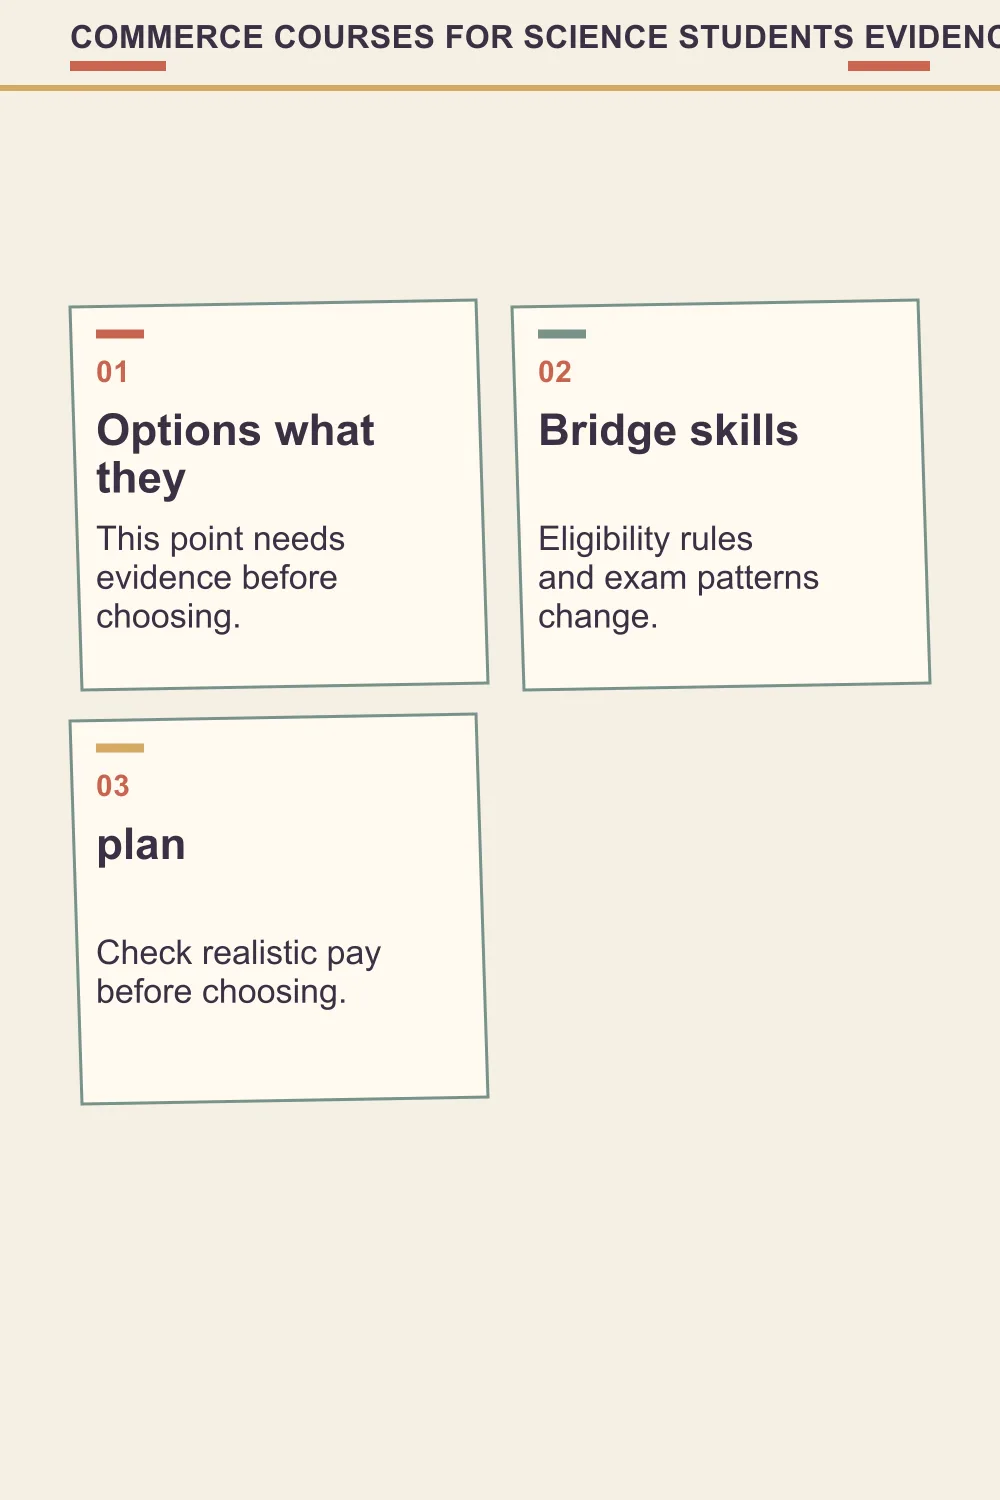 COMMERCE COURSES FOR SCIENCE STUDENTS
01
Options what
they
This point needs
evidence before
choosing.
02
Bridge skills
Eligibility rules
and exam patterns
change.
03
plan
Check realistic pay
before choosing.